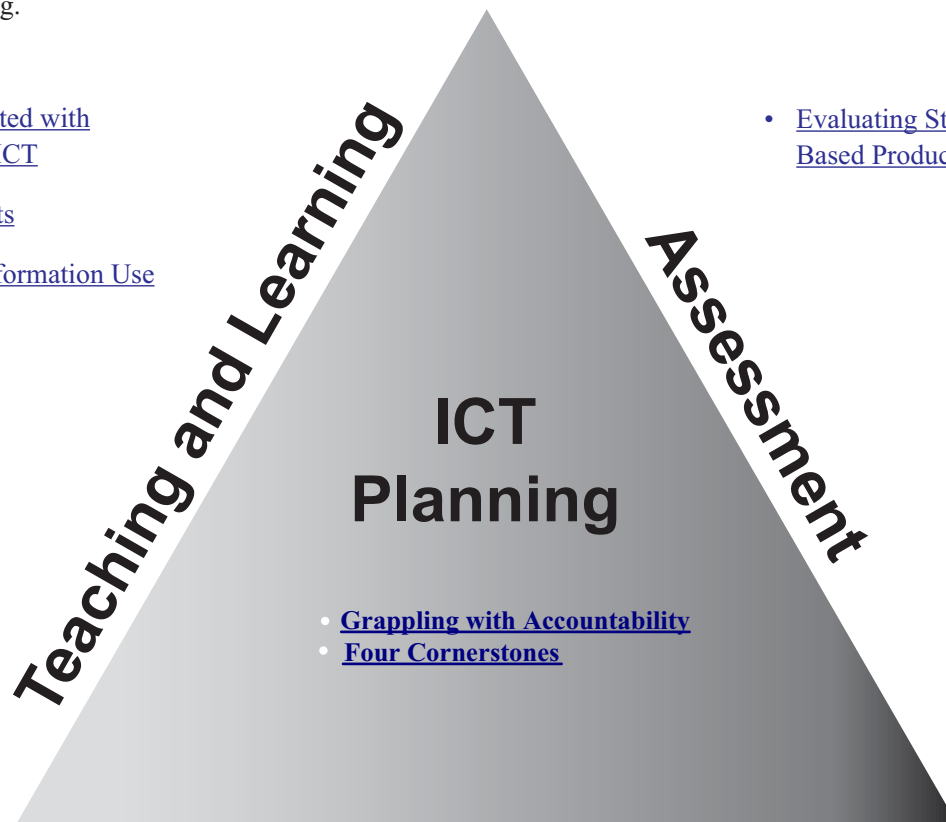 g.
ted with
ICT
ts
formation Use
Teaching and Learning
• Evaluating St
Based Produc
Assessment
ICT
Planning
• Grappling with Accountability
• Four Cornerstones